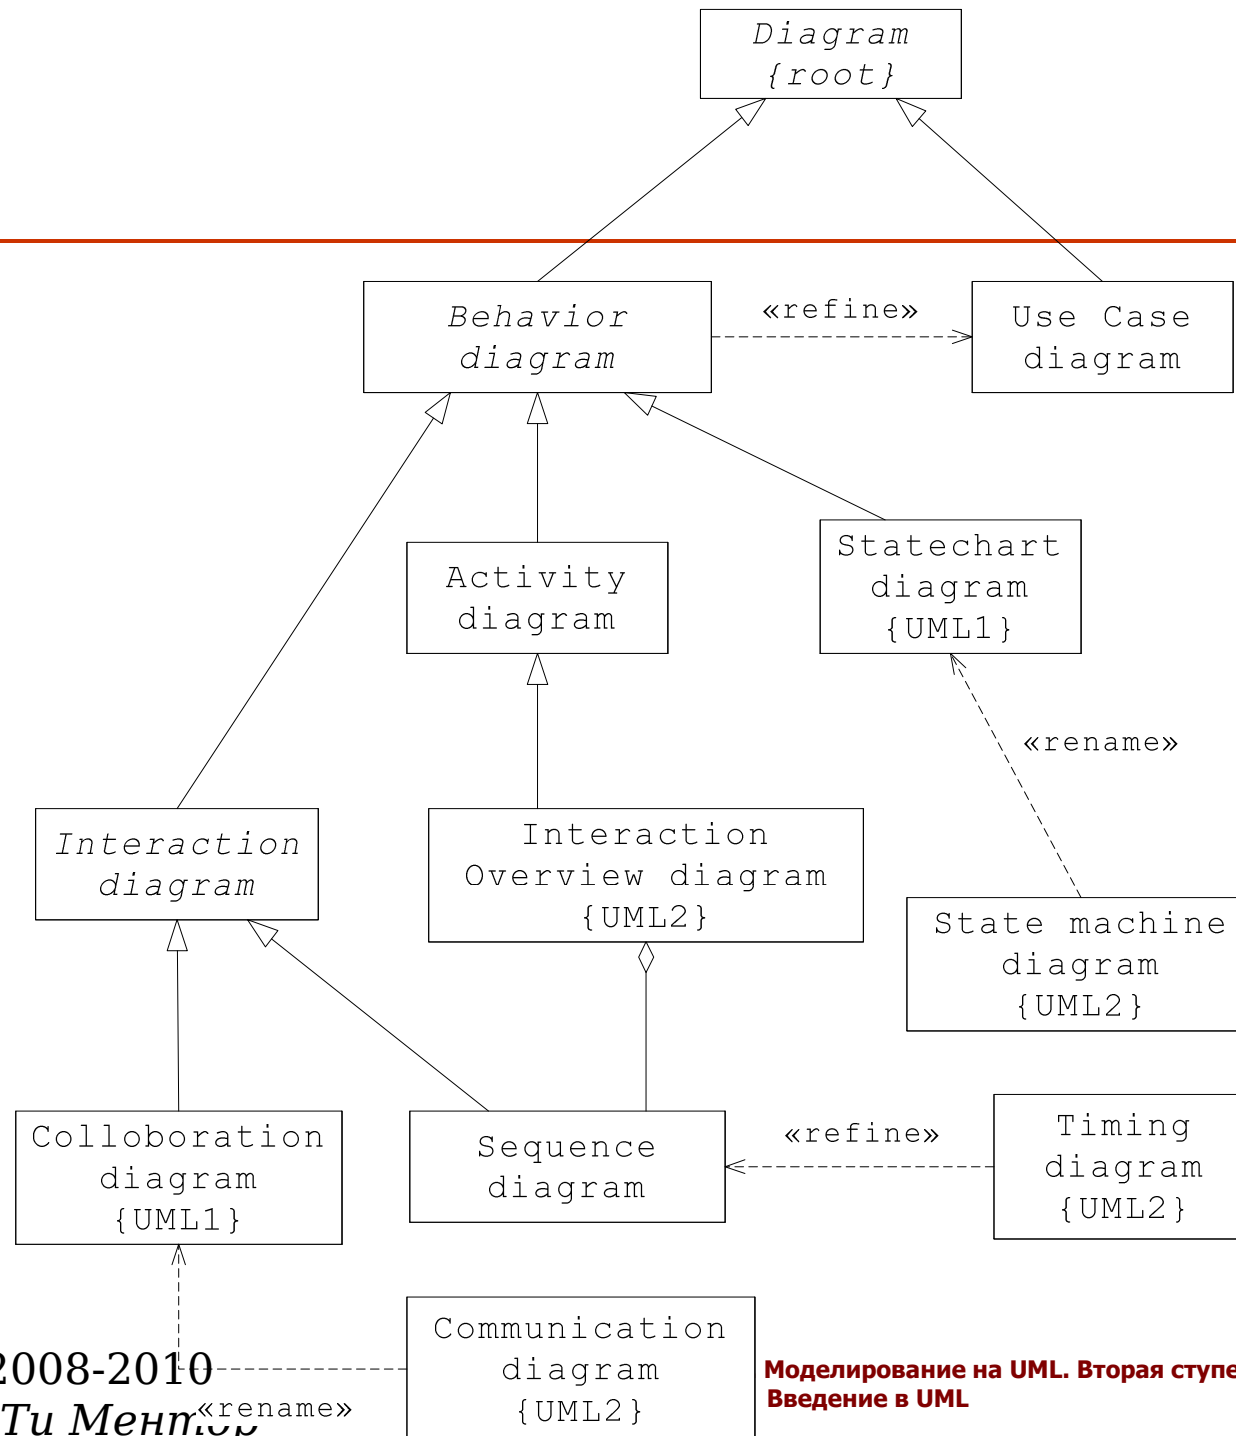 Diagram
{root}
Behavior
diagram
«refine»
Use Case
diagram
Activity
diagram
Statechart
diagram
{UML1}
«rename»
Interaction
diagram
Interaction
Overview diagram
{UML2}
State machine
diagram
{UML2}
Colloboration
diagram
{UML1}
Sequence
diagram
«refine»
Timing
diagram
{UML2}
Communication
diagram
{UML2}
«rename»
2008-2010
Ти Ментор
Моделирование на UML. Вторая ступе
Введение в UML